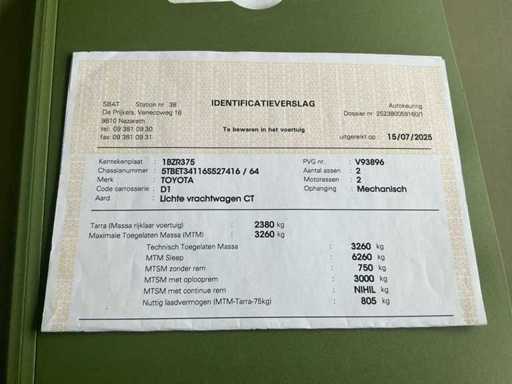 SBAT Station nr 38
De Prijkels, Venecoweg 16
9810 Nazareth
tel 09 381 09 30
fax 09 381 09 31
IDENTIFICATIEVERSLAG
Te bewaren in het voertuig
Autokeuring
Dossier nr 252380059160/1
uitgereikt op : 15/07/2025
Kentekenplaat : 1BZR375 PVG nr. : V93896
Chassisnummer : 5TBET34116S527416 / 64 Aantal assen : 2
Merk : TOYOTA Motorassen : 2
Code carrosserie : D1 Ophanging : Mechanisch
Aard : Lichte vrachtwagen CT
Tarra (Massa rijklaar voertuig) : 2380 kg
Maximale Toegelaten Massa (MTM) : 3260 kg
Technisch Toegelaten Massa : 3260 kg
MTM Sleep : 6260 kg
MTSM zonder rem : 750 kg
MTSM met oplooprem : 3000 kg
MTSM met continue rem : NIHIL kg
Nuttig laadvermogen (MTM-Tarra-75kg) : 805 kg